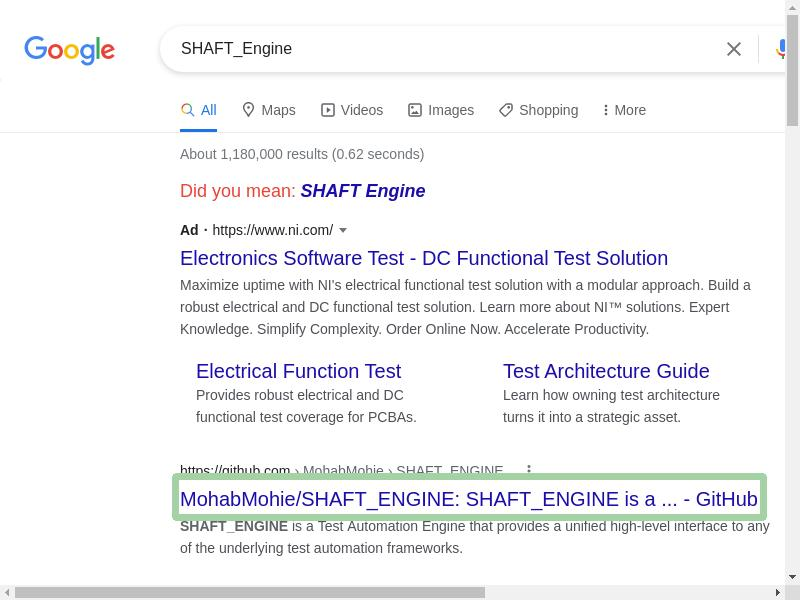 Google
SHAFT_Engine
All Maps Videos Images Shopping More
About 1,180,000 results (0.62 seconds)
Did you mean: SHAFT Engine
Ad · https://www.ni.com/
Electronics Software Test - DC Functional Test Solution
Maximize uptime with NI's electrical functional test solution with a modular approach. Build a
robust electrical and DC functional test solution. Learn more about NI™ solutions. Expert
Knowledge. Simplify Complexity. Order Online Now. Accelerate Productivity.
Electrical Function Test
Provides robust electrical and DC
functional test coverage for PCBAs.
Test Architecture Guide
Learn how owning test architecture
turns it into a strategic asset.
https://github.com › MohabMohie › SHAFT_ENGINE
MohabMohie/SHAFT_ENGINE: SHAFT_ENGINE is a ... - GitHub
SHAFT_ENGINE is a Test Automation Engine that provides a unified high-level interface to any
of the underlying test automation frameworks.